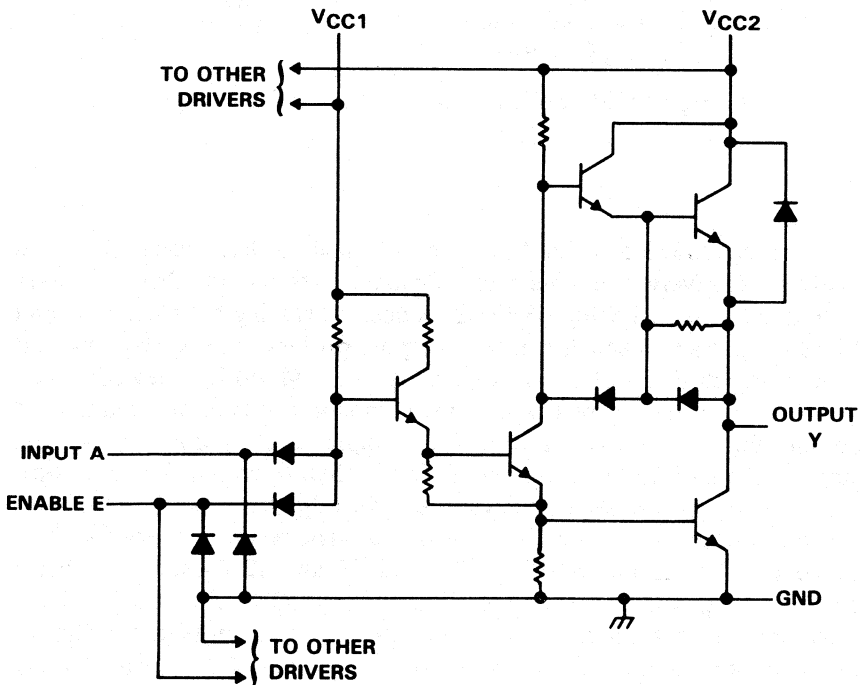 VCC1
VCC2
TO OTHER
DRIVERS
INPUT A
ENABLE E
OUTPUT
Y
GND
TO OTHER
DRIVERS